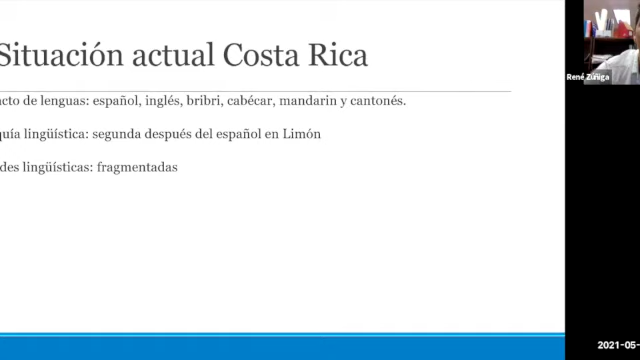 Situación actual Costa Rica
acto de lenguas: español, inglés, bribri, cabécar, mandarin y cantonés.
quía lingüística: segunda después del español en Limón
des lingüísticas: fragmentadas
René Zúñiga
2021-05-